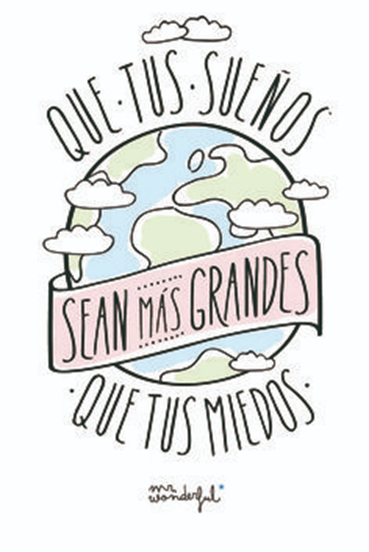 QUE·TUS·SUEÑOS
SEAN MÁS GRANDES
·QUE TUS MIEDOS·
mr.
wonderful*